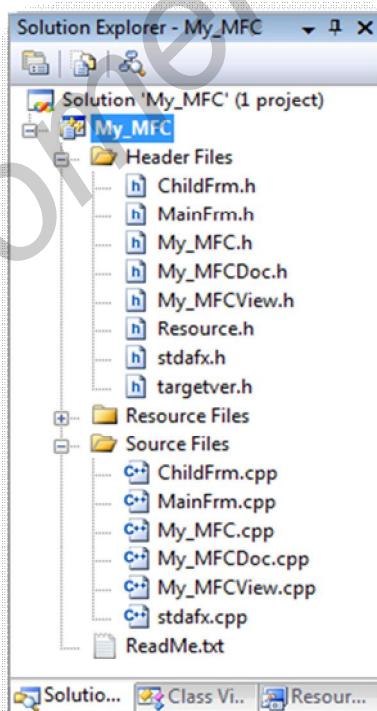 Solution Explorer - My_MFC
Solution 'My_MFC' (1 project)
My_MFC
Header Files
ChildFrm.h
MainFrm.h
My_MFC.h
My_MFCDoc.h
My_MFCView.h
Resource.h
stdafx.h
targetver.h
Resource Files
Source Files
ChildFrm.cpp
MainFrm.cpp
My_MFC.cpp
My_MFCDoc.cpp
My_MFCView.cpp
stdafx.cpp
ReadMe.txt
Solutio... Class Vi.. Resour...